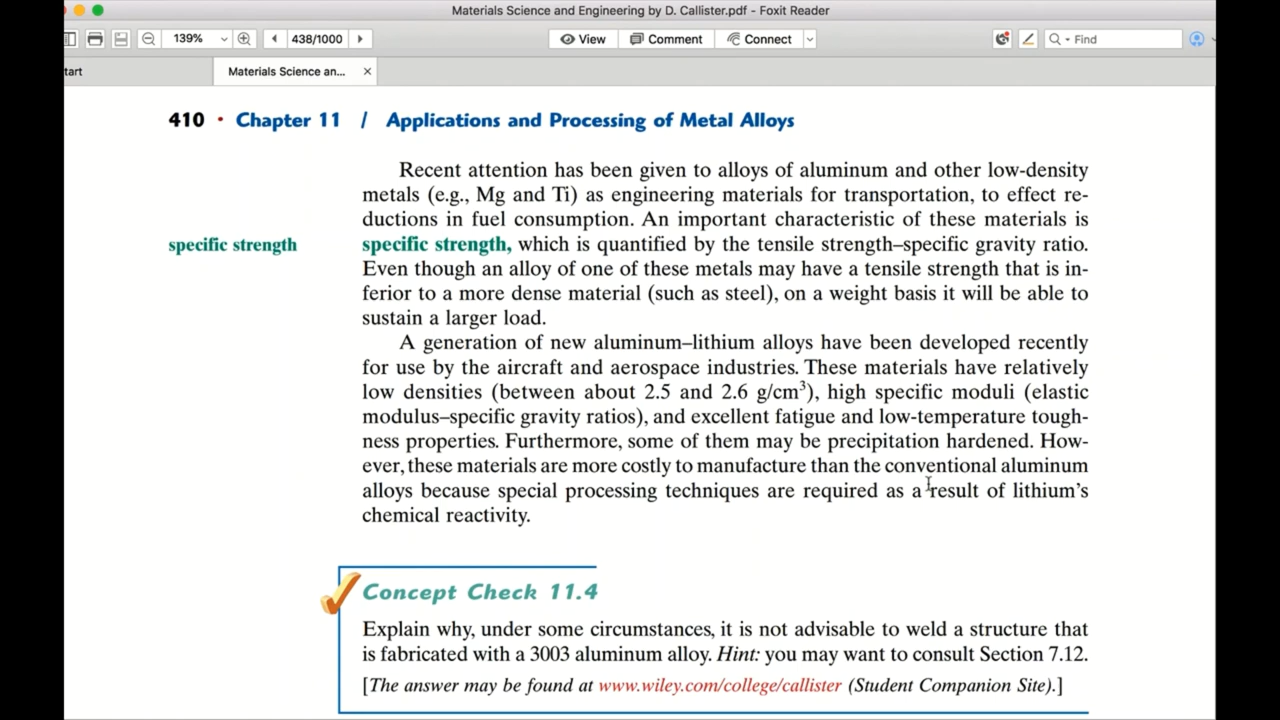 Materials Science and Engineering by D. Callister.pdf - Foxit Reader
139%
438/1000
View
Comment
Connect
Find
tart
Materials Science an...
410 • Chapter 11 / Applications and Processing of Metal Alloys
Recent attention has been given to alloys of aluminum and other low-density
metals (e.g., Mg and Ti) as engineering materials for transportation, to effect re-
ductions in fuel consumption. An important characteristic of these materials is
specific strength
specific strength, which is quantified by the tensile strength–specific gravity ratio.
Even though an alloy of one of these metals may have a tensile strength that is in-
ferior to a more dense material (such as steel), on a weight basis it will be able to
sustain a larger load.
A generation of new aluminum–lithium alloys have been developed recently
for use by the aircraft and aerospace industries. These materials have relatively
low densities (between about 2.5 and 2.6 g/cm³), high specific moduli (elastic
modulus–specific gravity ratios), and excellent fatigue and low-temperature tough-
ness properties. Furthermore, some of them may be precipitation hardened. How-
ever, these materials are more costly to manufacture than the conventional aluminum
alloys because special processing techniques are required as a result of lithium's
chemical reactivity.
Concept Check 11.4
Explain why, under some circumstances, it is not advisable to weld a structure that
is fabricated with a 3003 aluminum alloy. Hint: you may want to consult Section 7.12.
[The answer may be found at www.wiley.com/college/callister (Student Companion Site).]